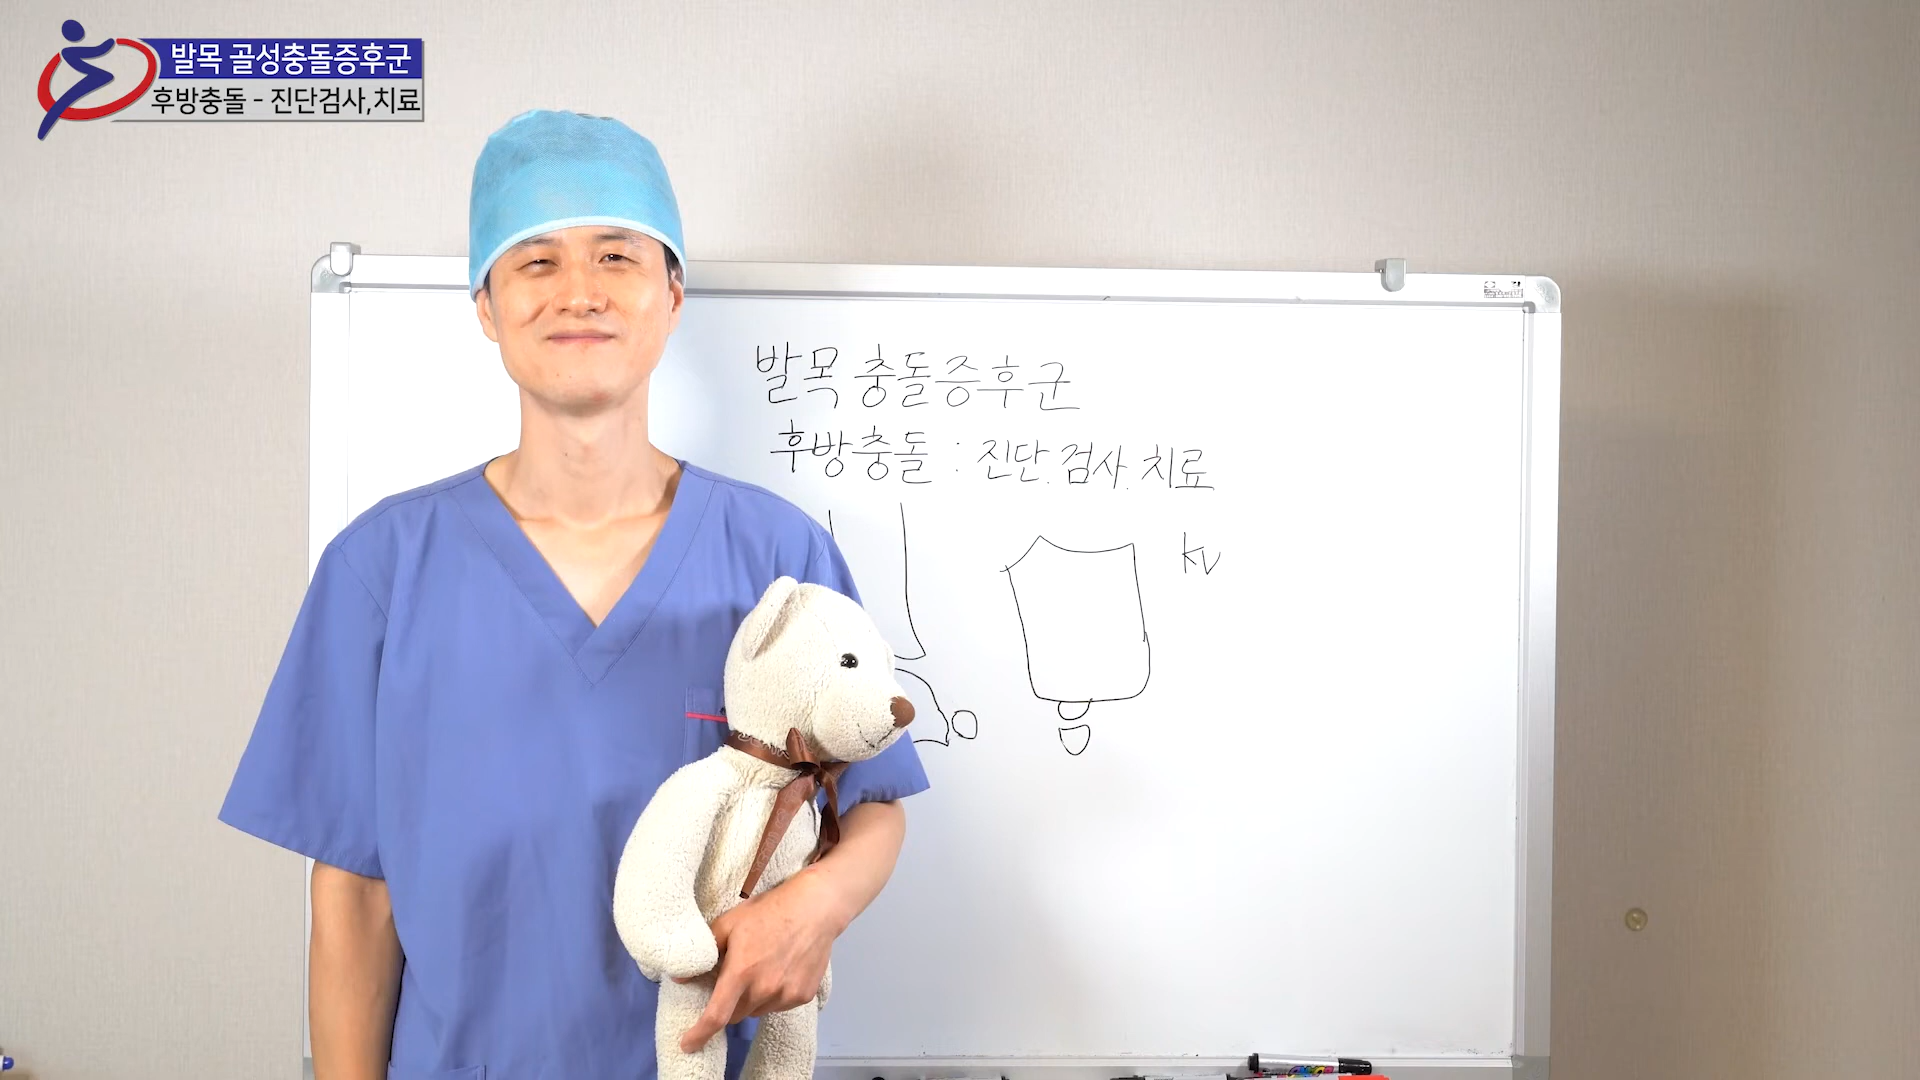 발목 골성충돌증후군
후방충돌 - 진단검사,치료
발목 충돌증후군
후방충돌 : 진단.검사.치료